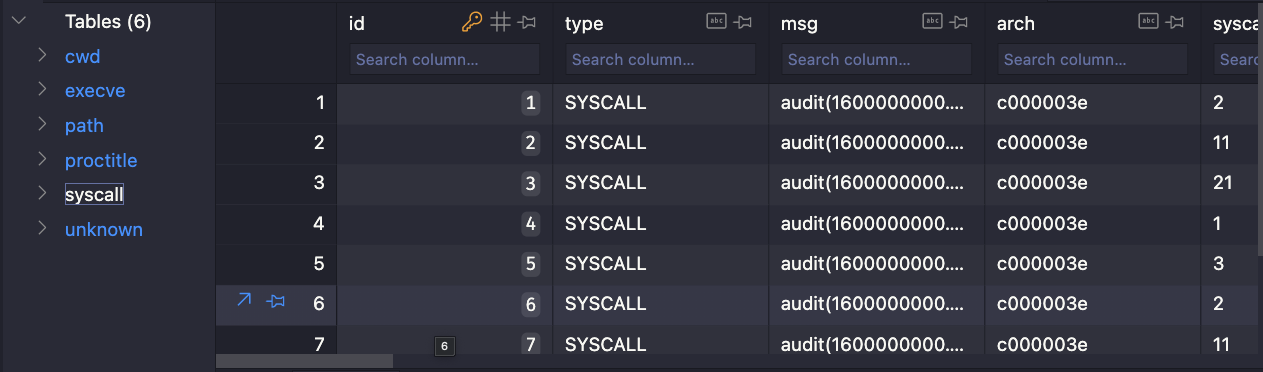 Tables (6)
cwd
execve
path
proctitle
syscall
unknown
id type msg arch sysca
Search column... Search column... Search column... Search column... Searc
1 1 SYSCALL audit(1600000000.... c000003e 2
2 2 SYSCALL audit(1600000000.... c000003e 11
3 3 SYSCALL audit(1600000000.... c000003e 21
4 4 SYSCALL audit(1600000000.... c000003e 1
5 5 SYSCALL audit(1600000000.... c000003e 3
6 6 SYSCALL audit(1600000000.... c000003e 2
7 7 SYSCALL audit(1600000000.... c000003e 11
6